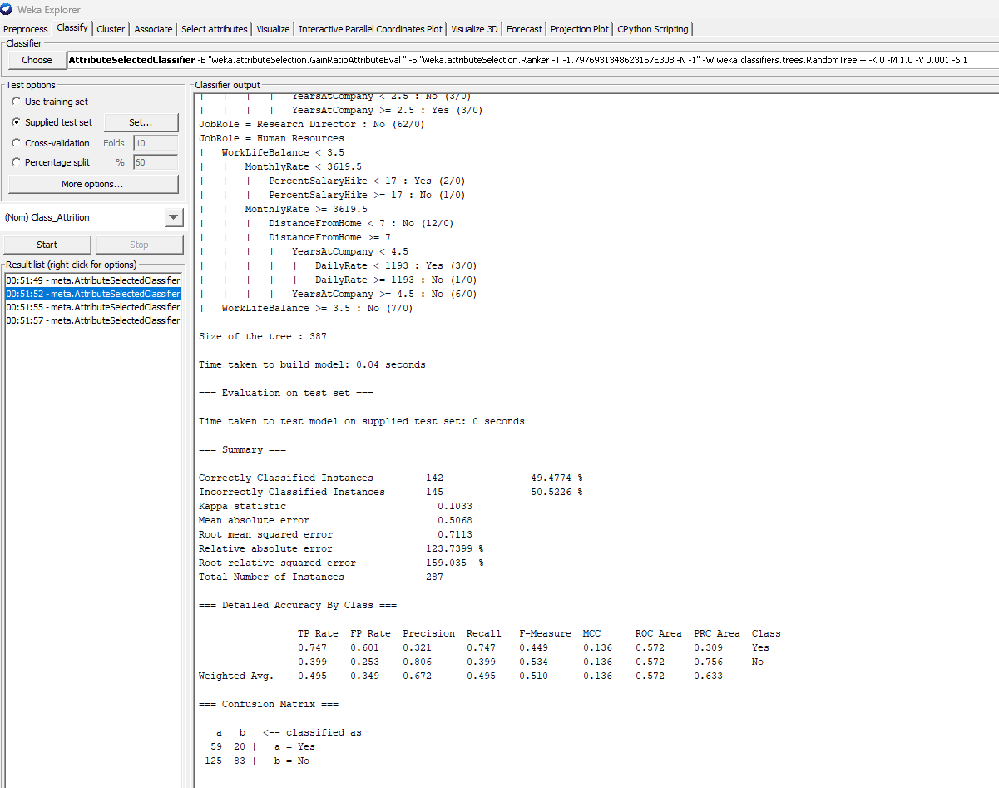 Weka Explorer
Preprocess Classify Cluster Associate Select attributes Visualize Interactive Parallel Coordinates Plot Visualize 3D Forecast Projection Plot CPython Scripting
Classifier
Choose AttributeSelectedClassifier -E "weka.attributeSelection.GainRatioAttributeEval " -S "weka.attributeSelection.Ranker -T -1.7976931348623157E308 -N -1" -W weka.classifiers.trees.RandomTree -- -K 0 -M 1.0 -V 0.001 -S 1
Test options
Use training set
Supplied test set Set...
Cross-validation Folds 10
Percentage split % 60
More options...
(Nom) Class_Attrition
Start Stop
Result list (right-click for options)
00:51:49 - meta.AttributeSelectedClassifier
00:51:52 - meta.AttributeSelectedClassifier
00:51:55 - meta.AttributeSelectedClassifier
00:51:57 - meta.AttributeSelectedClassifier
Classifier output
|   |   |   |   YearsAtCompany < 2.5 : No (3/0)
|   |   |   |   YearsAtCompany >= 2.5 : Yes (3/0)
JobRole = Research Director : No (62/0)
JobRole = Human Resources
|   WorkLifeBalance < 3.5
|   |   MonthlyRate < 3619.5
|   |   |   PercentSalaryHike < 17 : Yes (2/0)
|   |   |   PercentSalaryHike >= 17 : No (1/0)
|   |   MonthlyRate >= 3619.5
|   |   |   DistanceFromHome < 7 : No (12/0)
|   |   |   DistanceFromHome >= 7
|   |   |   |   YearsAtCompany < 4.5
|   |   |   |   |   DailyRate < 1193 : Yes (3/0)
|   |   |   |   |   DailyRate >= 1193 : No (1/0)
|   |   |   |   YearsAtCompany >= 4.5 : No (6/0)
|   WorkLifeBalance >= 3.5 : No (7/0)
Size of the tree : 387
Time taken to build model: 0.04 seconds
=== Evaluation on test set ===
Time taken to test model on supplied test set: 0 seconds
=== Summary ===
Correctly Classified Instances 142 49.4774 %
Incorrectly Classified Instances 145 50.5226 %
Kappa statistic 0.1033
Mean absolute error 0.5068
Root mean squared error 0.7113
Relative absolute error 123.7399 %
Root relative squared error 159.035 %
Total Number of Instances 287
=== Detailed Accuracy By Class ===
TP Rate FP Rate Precision Recall F-Measure MCC ROC Area PRC Area Class
0.747 0.601 0.321 0.747 0.449 0.136 0.572 0.309 Yes
0.399 0.253 0.806 0.399 0.534 0.136 0.572 0.756 No
Weighted Avg. 0.495 0.349 0.672 0.495 0.510 0.136 0.572 0.633
=== Confusion Matrix ===
a b <-- classified as
59 20 | a = Yes
125 83 | b = No